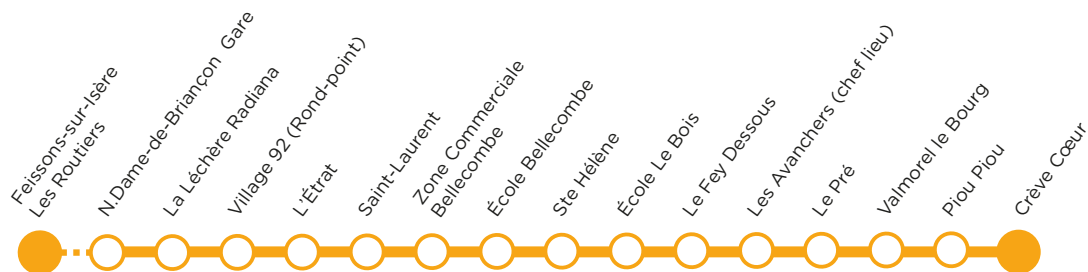 Feissons-sur-Isère
Les Routiers
N.Dame-de-Briançon Gare
La Léchère Radiana
Village 92 (Rond-point)
L'Étrat
Saint-Laurent
Zone Commerciale
Bellecombe
École Bellecombe
Ste Hélène
École Le Bois
Le Fey Dessous
Les Avanchers (chef lieu)
Le Pré
Valmorel le Bourg
Piou Piou
Crève Cœur